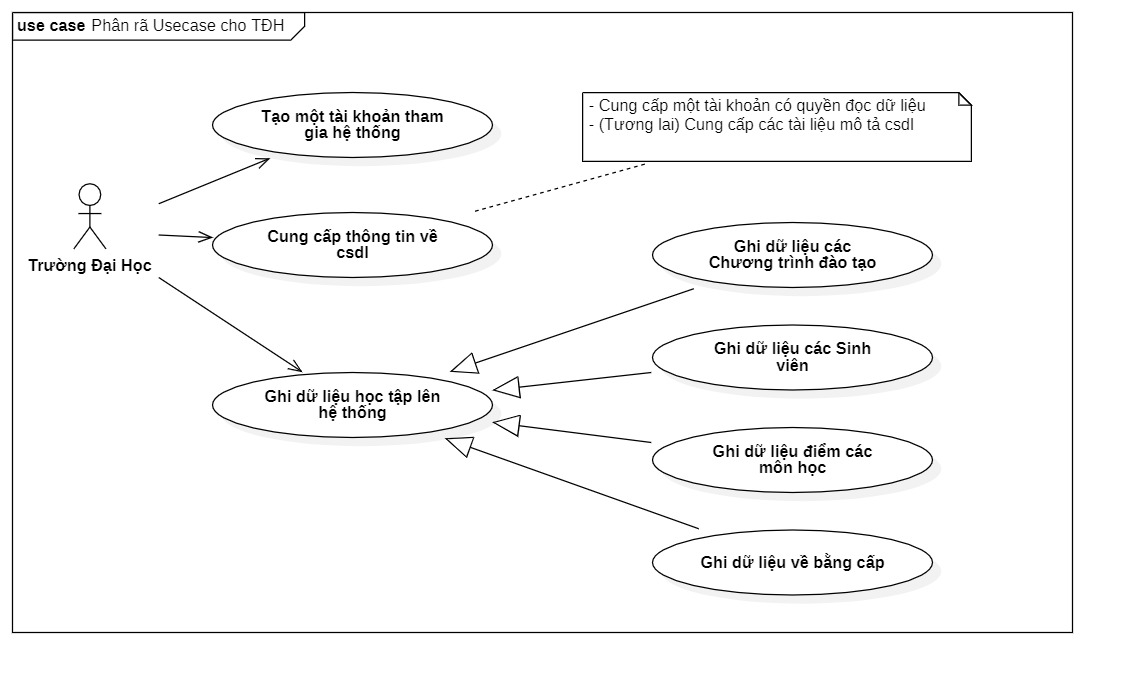 use case Phân rã Usecase cho TĐH
Tạo một tài khoản tham
gia hệ thống
- Cung cấp một tài khoản có quyền đọc dữ liệu
- (Tương lai) Cung cấp các tài liệu mô tả csdl
Trường Đại Học
Cung cấp thông tin về
csdl
Ghi dữ liệu các
Chương trình đào tạo
Ghi dữ liệu các Sinh
viên
Ghi dữ liệu học tập lên
hệ thống
Ghi dữ liệu điểm các
môn học
Ghi dữ liệu về bằng cấp